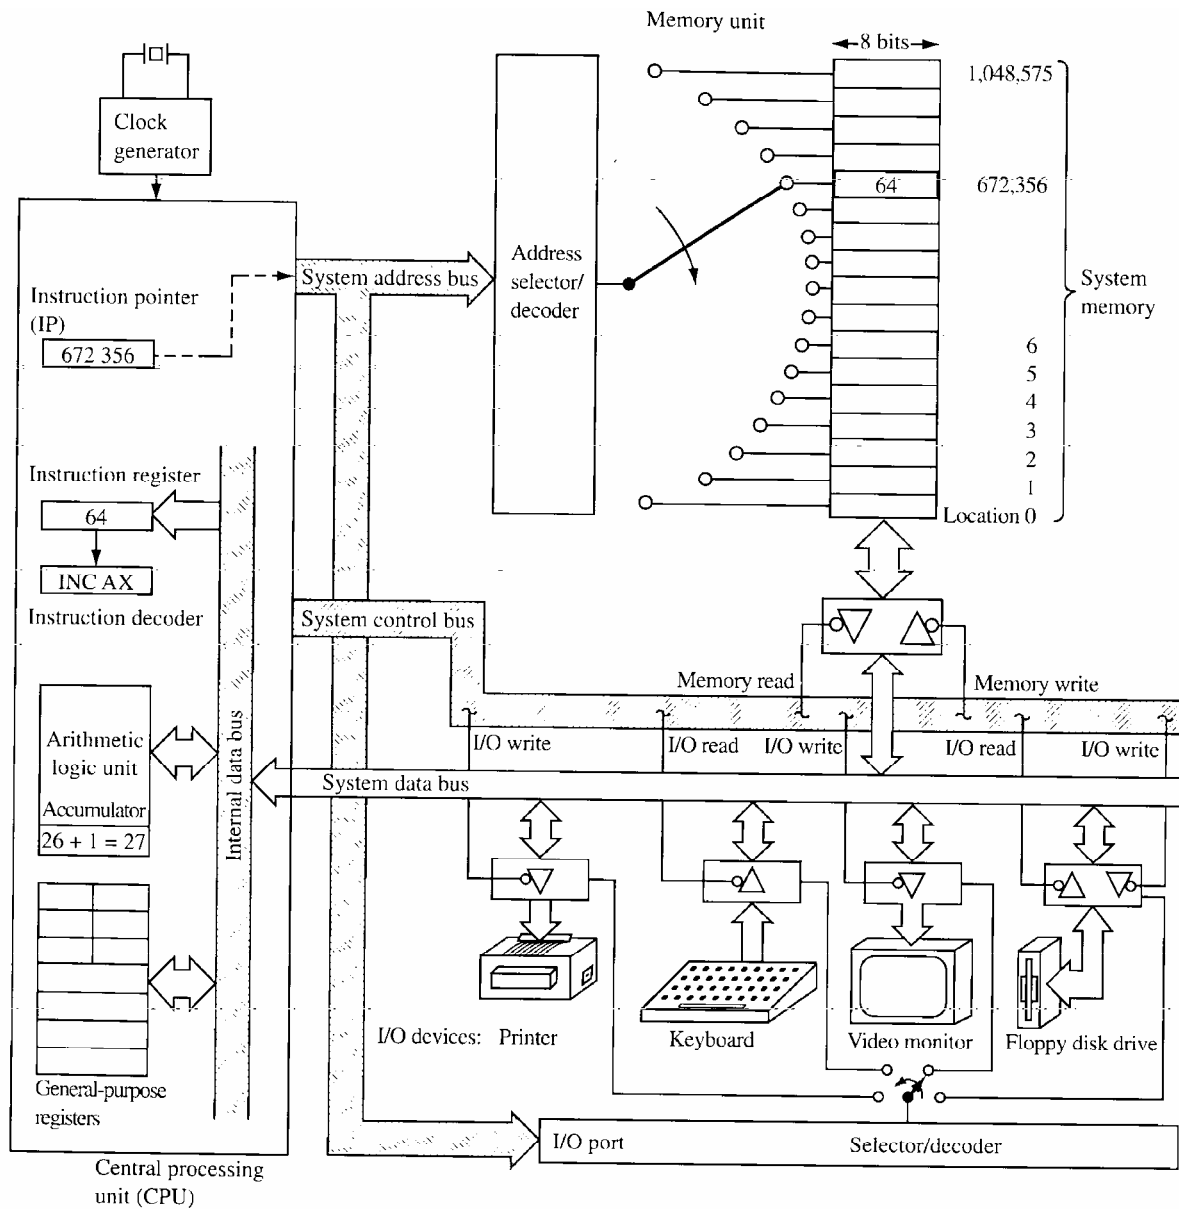 Memory unit
8 bits
1,048,575
Clock
generator
64
672,356
System address bus
Address
selector/
decoder
System
memory
Instruction pointer
(IP)
672 356
6
5
4
3
2
1
Location 0
Instruction register
64
INC AX
Instruction decoder
System control bus
Memory read
Memory write
I/O write
I/O read
I/O write
I/O read
I/O write
Arithmetic
logic unit
Accumulator
26 + 1 = 27
Internal data bus
System data bus
I/O devices:
Printer
Keyboard
Video monitor
Floppy disk drive
General-purpose
registers
I/O port
Selector/decoder
Central processing
unit (CPU)